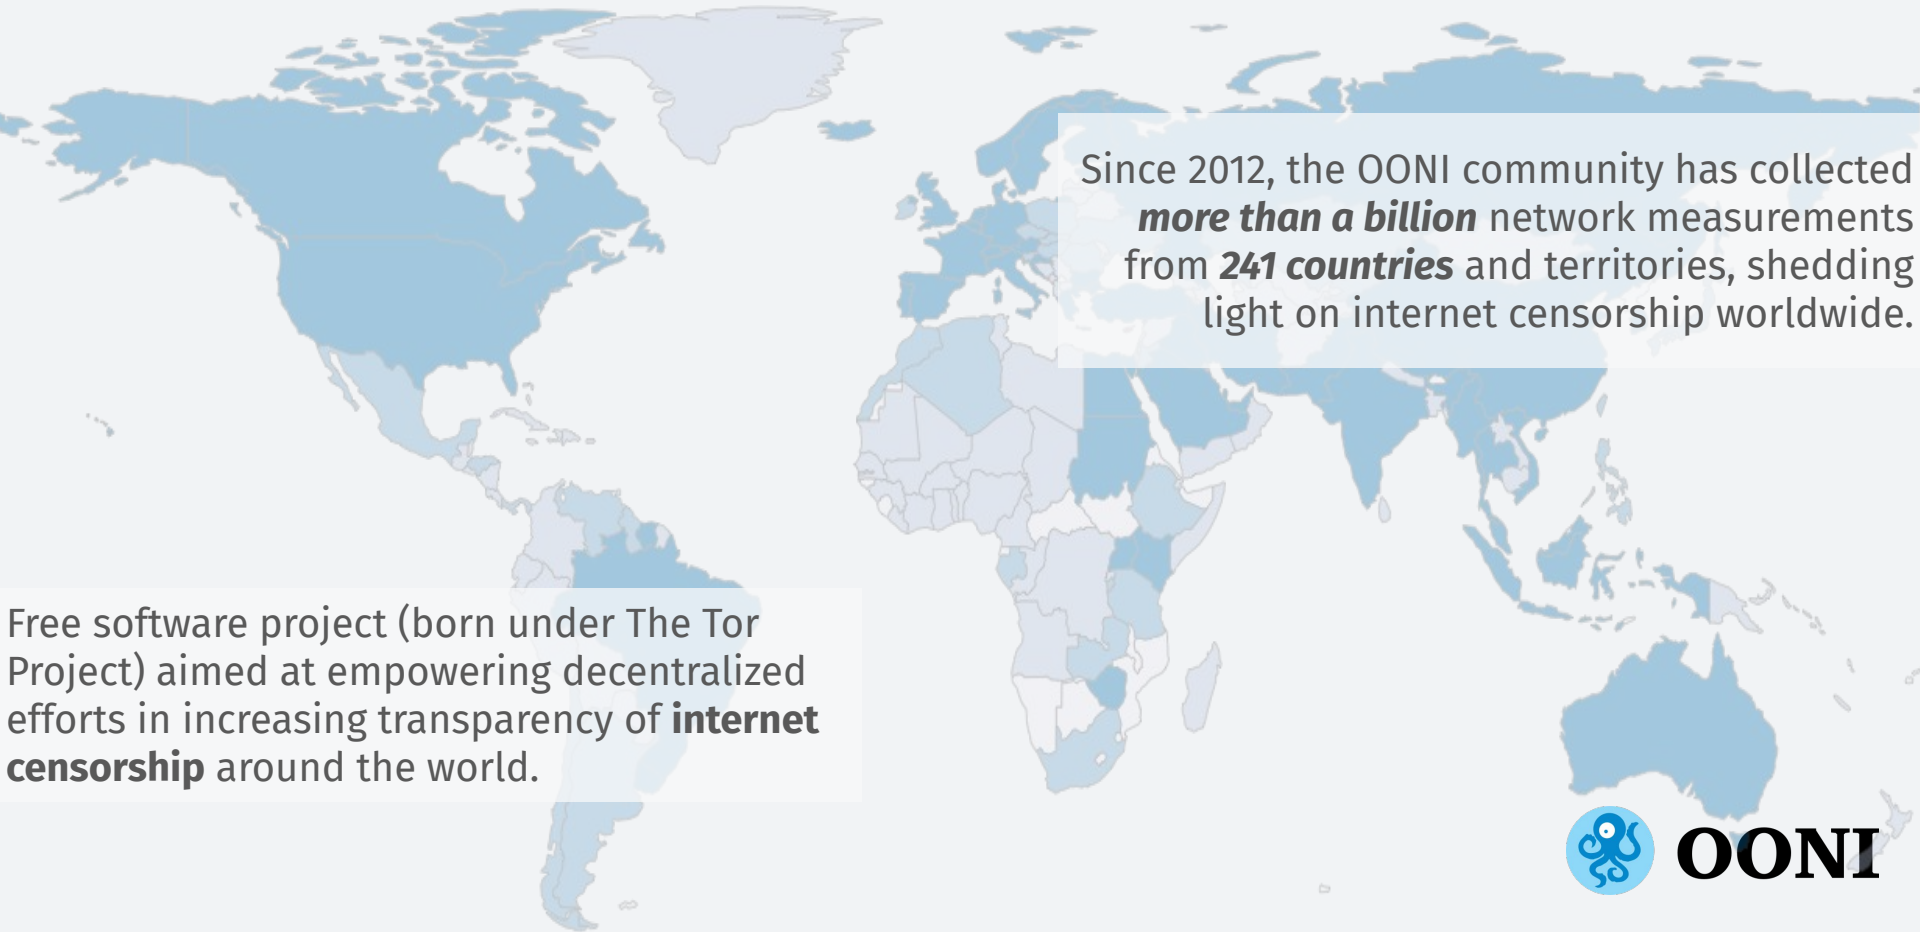 Since 2012, the OONI community has collected
more than a billion network measurements
from 241 countries and territories, shedding
light on internet censorship worldwide.
Free software project (born under The Tor
Project) aimed at empowering decentralized
efforts in increasing transparency of internet
censorship around the world.
OONI